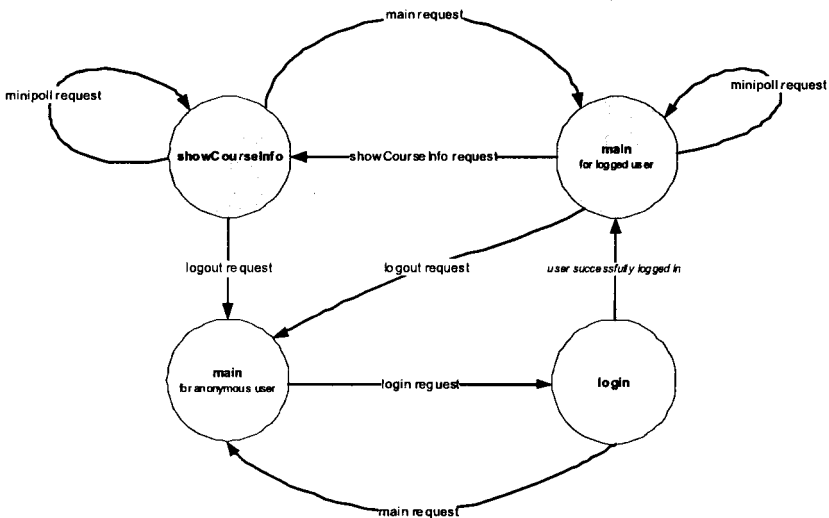 main request
minipoll request
minipoll request
showCourseInfo
showCourseInfo request
main
for logged user
logout request
logout request
user successfully logged in
main
for anonymous user
login request
login
main request